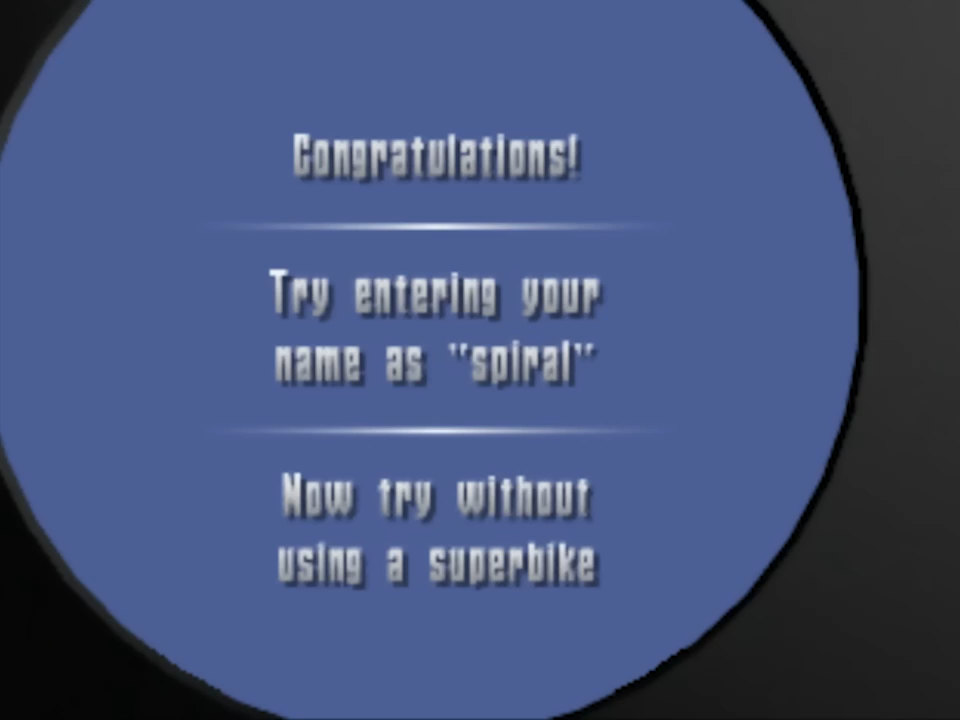 Congratulations!
Try entering your
name as "spiral"
Now try without
using a superbike